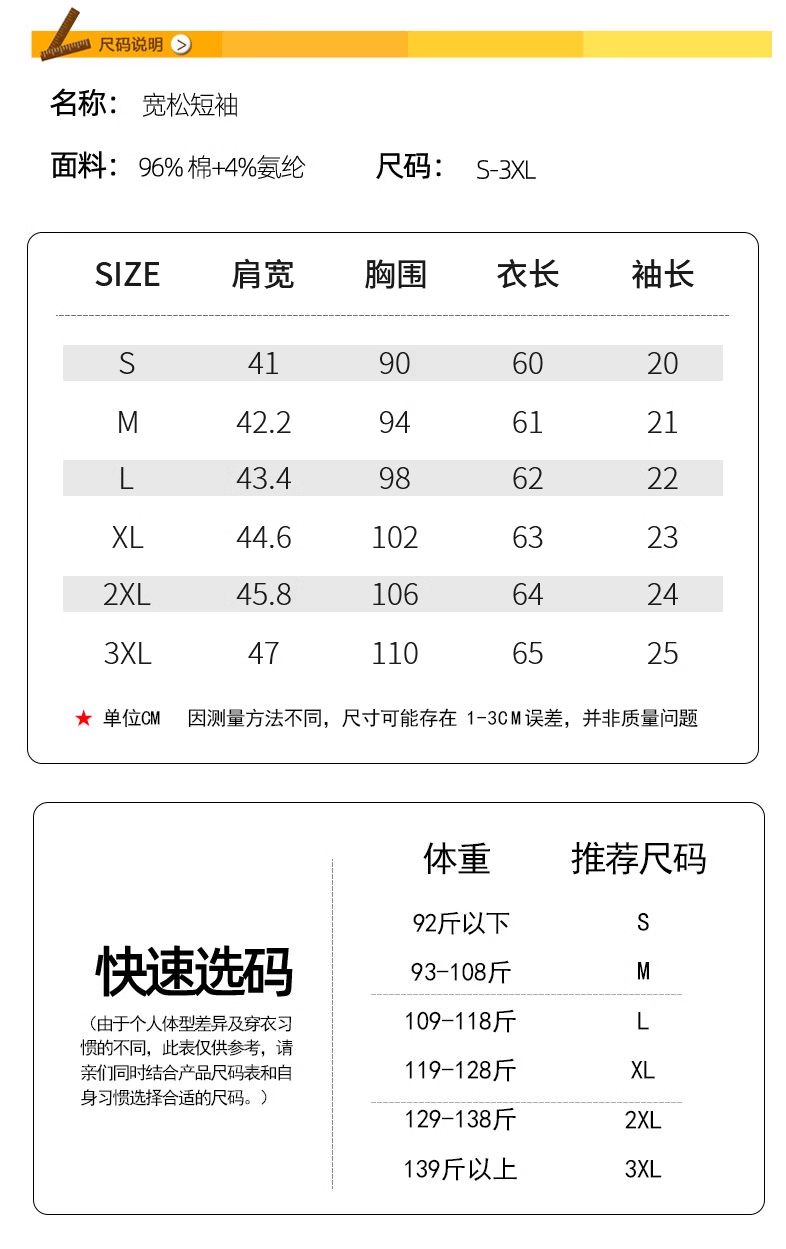 尺码说明
名称： 宽松短袖
面料： 96% 棉+4%氨纶 尺码： S-3XL
SIZE 肩宽 胸围 衣长 袖长
S 41 90 60 20
M 42.2 94 61 21
L 43.4 98 62 22
XL 44.6 102 63 23
2XL 45.8 106 64 24
3XL 47 110 65 25
★ 单位CM 因测量方法不同，尺寸可能存在 1-3CM误差，并非质量问题
快速选码
（由于个人体型差异及穿衣习
惯的不同，此表仅供参考，请
亲们同时结合产品尺码表和自
身习惯选择合适的尺码。）
体重 推荐尺码
92斤以下 S
93-108斤 M
109-118斤 L
119-128斤 XL
129-138斤 2XL
139斤以上 3XL